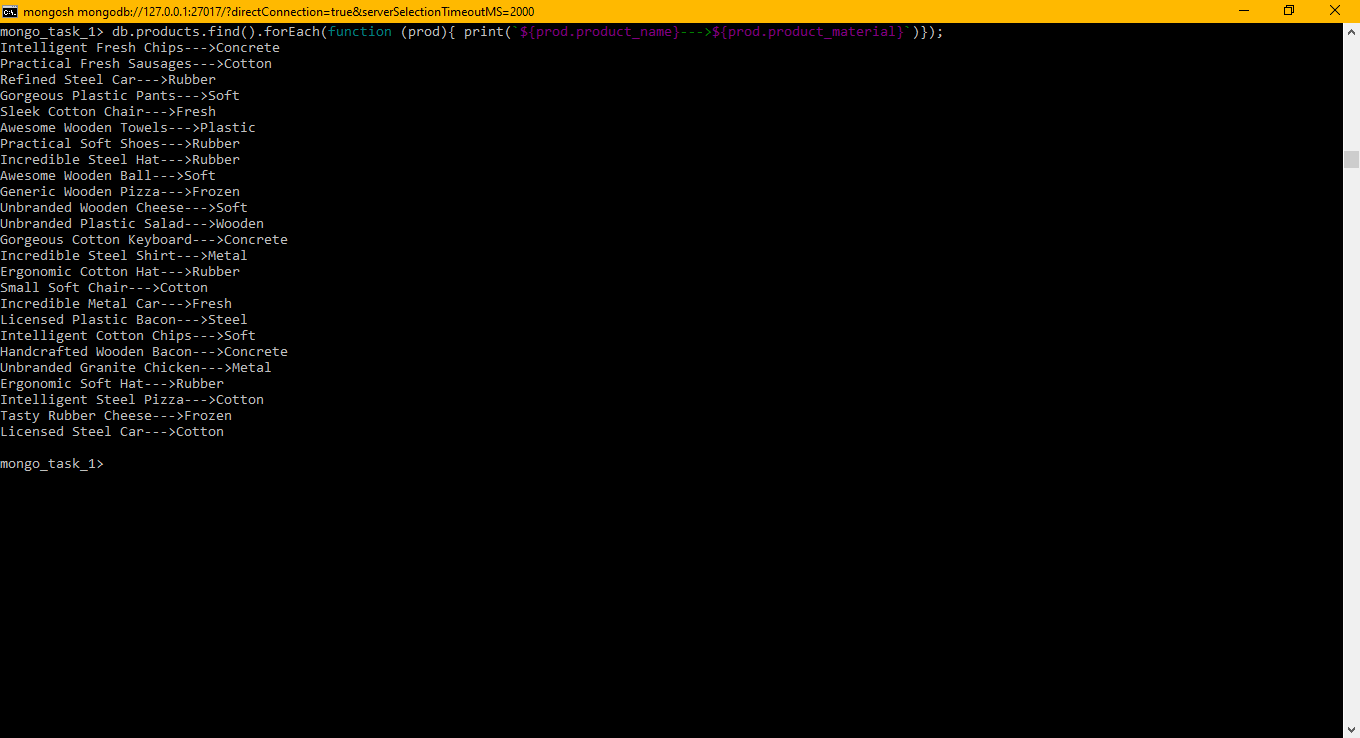 mongosh mongodb://127.0.0.1:27017/?directConnection=true&serverSelectionTimeoutMS=2000
mongo_task_1> db.products.find().forEach(function (prod){ print(`${prod.product_name}--->${prod.product_material}`)});
Intelligent Fresh Chips--->Concrete
Practical Fresh Sausages--->Cotton
Refined Steel Car--->Rubber
Gorgeous Plastic Pants--->Soft
Sleek Cotton Chair--->Fresh
Awesome Wooden Towels--->Plastic
Practical Soft Shoes--->Rubber
Incredible Steel Hat--->Rubber
Awesome Wooden Ball--->Soft
Generic Wooden Pizza--->Frozen
Unbranded Wooden Cheese--->Soft
Unbranded Plastic Salad--->Wooden
Gorgeous Cotton Keyboard--->Concrete
Incredible Steel Shirt--->Metal
Ergonomic Cotton Hat--->Rubber
Small Soft Chair--->Cotton
Incredible Metal Car--->Fresh
Licensed Plastic Bacon--->Steel
Intelligent Cotton Chips--->Soft
Handcrafted Wooden Bacon--->Concrete
Unbranded Granite Chicken--->Metal
Ergonomic Soft Hat--->Rubber
Intelligent Steel Pizza--->Cotton
Tasty Rubber Cheese--->Frozen
Licensed Steel Car--->Cotton
mongo_task_1>